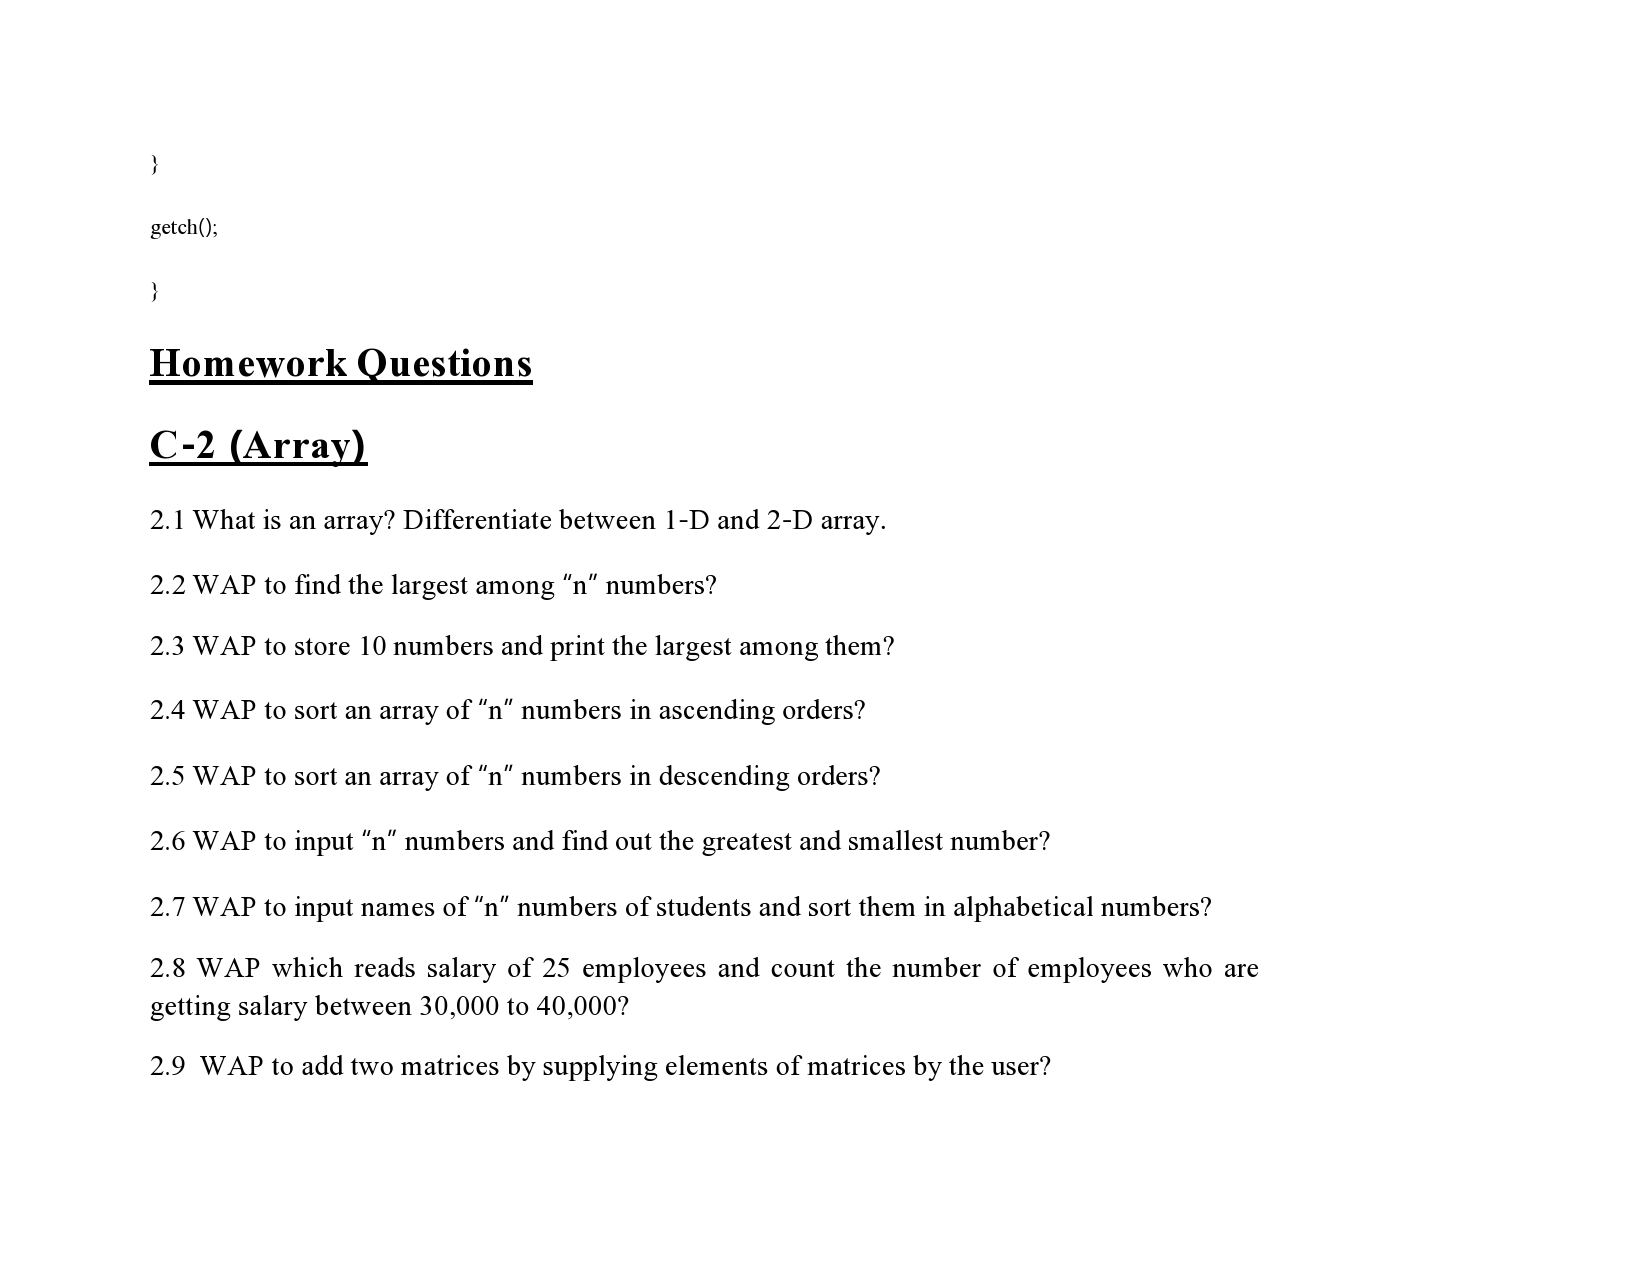 }
getch();
}
Homework Questions
C-2 (Array)
2.1 What is an array? Differentiate between 1-D and 2-D array.
2.2 WAP to find the largest among “n” numbers?
2.3 WAP to store 10 numbers and print the largest among them?
2.4 WAP to sort an array of “n” numbers in ascending orders?
2.5 WAP to sort an array of “n” numbers in descending orders?
2.6 WAP to input “n” numbers and find out the greatest and smallest number?
2.7 WAP to input names of “n” numbers of students and sort them in alphabetical numbers?
2.8 WAP which reads salary of 25 employees and count the number of employees who are
getting salary between 30,000 to 40,000?
2.9  WAP to add two matrices by supplying elements of matrices by the user?